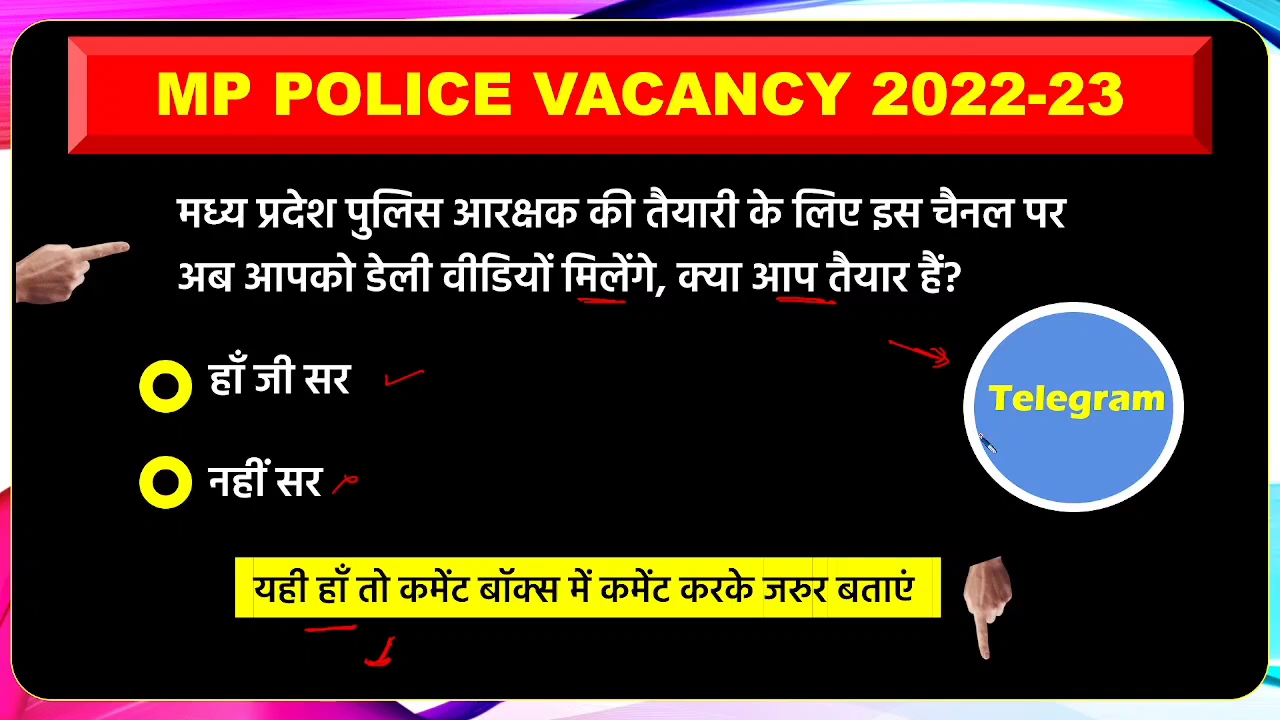 MP POLICE VACANCY 2022-23
मध्य प्रदेश पुलिस आरक्षक की तैयारी के लिए इस चैनल पर
अब आपको डेली वीडियों मिलेंगे, क्या आप तैयार हैं?
हाँ जी सर
Telegram
नहीं सर
यही हाँ तो कमेंट बॉक्स में कमेंट करके जरुर बताएं